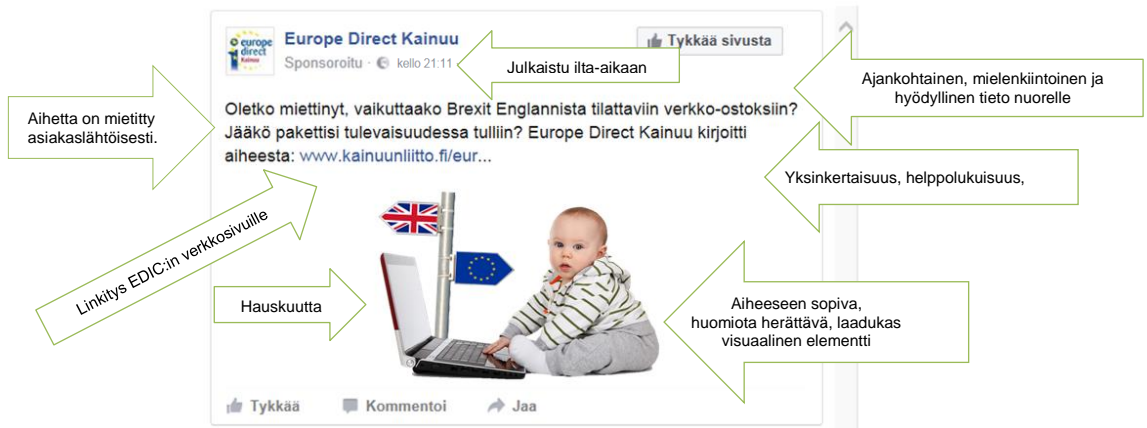 europe
direct
Kainuu
Europe Direct Kainuu
Sponsoroitu · kello 21:11
Tykkää sivusta
Julkaistu ilta-aikaan
Ajankohtainen, mielenkiintoinen ja
hyödyllinen tieto nuorelle
Aihetta on mietitty
asiakaslähtöisesti.
Oletko miettinyt, vaikuttaako Brexit Englannista tilattaviin verkko-ostoksiin?
Jääkö pakettisi tulevaisuudessa tulliin? Europe Direct Kainuu kirjoitti
aiheesta: www.kainuunliitto.fi/eur...
Yksinkertaisuus, helppolukuisuus,
Linkitys EDIC:in verkkosivuille
Hauskuutta
Aiheeseen sopiva,
huomiota herättävä, laadukas
visuaalinen elementti
Tykkää
Kommentoi
Jaa